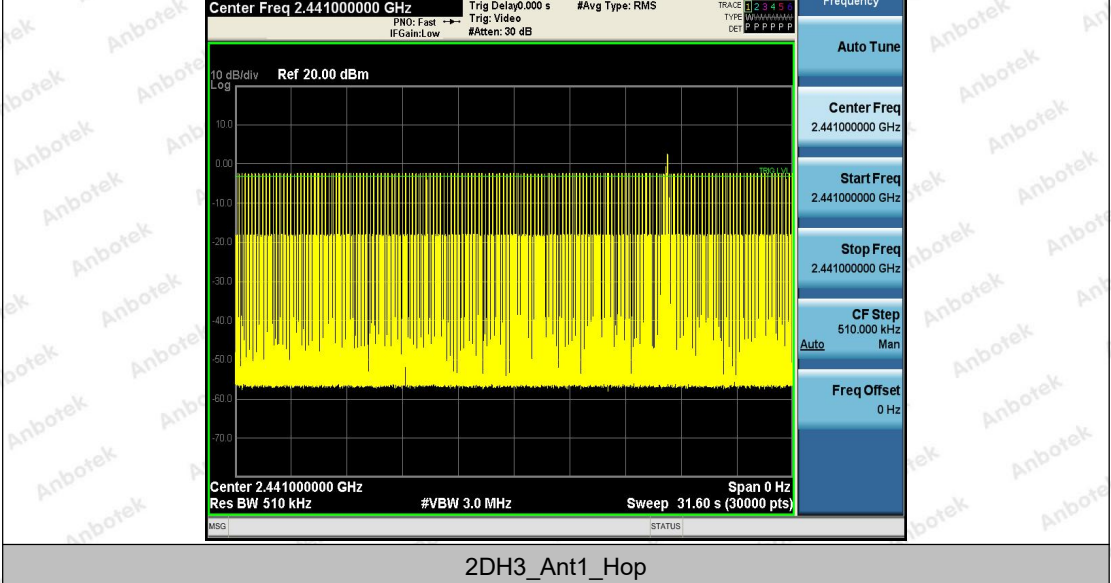 Center Freq 2.441000000 GHz
Trig Delay0.000 s
#Avg Type: RMS
TRACE 1 2 3 4 5 6
Frequency
PNO: Fast
Trig: Video
TYPE
IFGain:Low
#Atten: 30 dB
DET P P P P P P
Auto Tune
10 dB/div
Ref 20.00 dBm
Log
Center Freq
2.441000000 GHz
10.0
0.00
TRIG LVL
Start Freq
2.441000000 GHz
-10.0
-20.0
Stop Freq
2.441000000 GHz
-30.0
CF Step
510.000 kHz
Auto Man
-40.0
-50.0
Freq Offset
0 Hz
-60.0
-70.0
Center 2.441000000 GHz
Span 0 Hz
Res BW 510 kHz
#VBW 3.0 MHz
Sweep 31.60 s (30000 pts)
MSG
STATUS
2DH3_Ant1_Hop
Anbotek